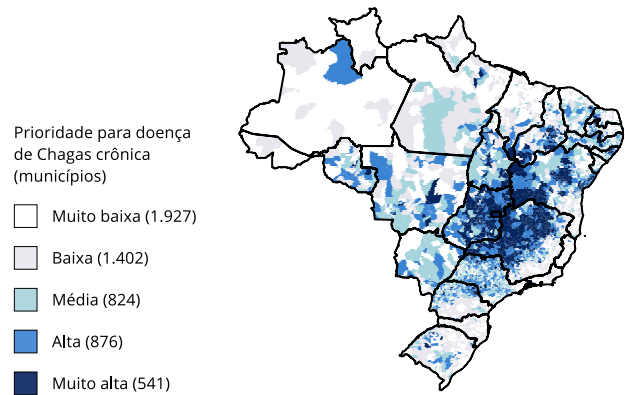 Prioridade para doença
de Chagas crônica
(municípios)
Muito baixa (1.927)
Baixa (1.402)
Média (824)
Alta (876)
Muito alta (541)